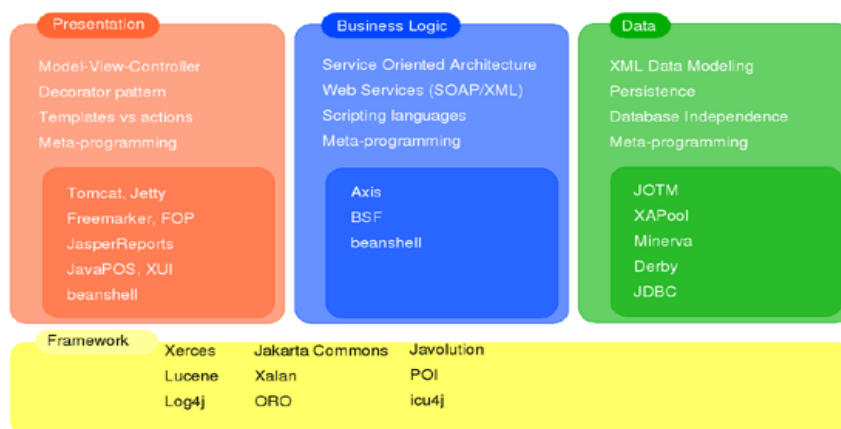 Presentation
Model-View-Controller
Decorator pattern
Templates vs actions
Meta-programming
Tomcat, Jetty
Freemarker, FOP
JasperReports
JavaPOS, XUI
beanshell
Business Logic
Service Oriented Architecture
Web Services (SOAP/XML)
Scripting languages
Meta-programming
Axis
BSF
beanshell
Data
XML Data Modeling
Persistence
Database Independence
Meta-programming
JOTM
XAPool
Minerva
Derby
JDBC
Framework
Xerces Jakarta Commons Javolution
Lucene Xalan POI
Log4j ORO icu4j